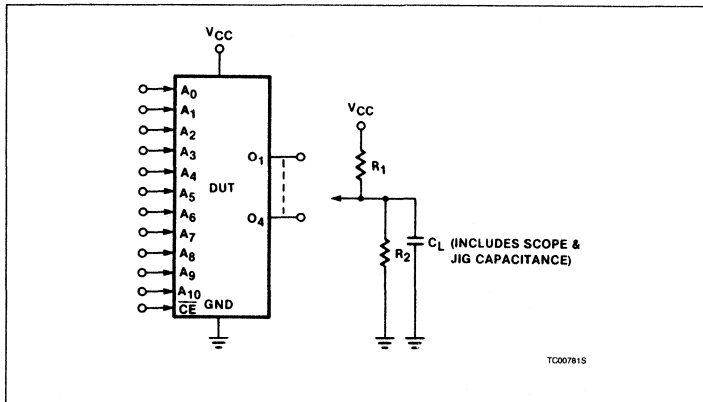 VCC
A0
A1
A2
A3
A4
A5
A6
A7
A8
A9
A10
CE GND
DUT
O1
O4
VCC
R1
R2
CL (INCLUDES SCOPE &
JIG CAPACITANCE)
TC00781S